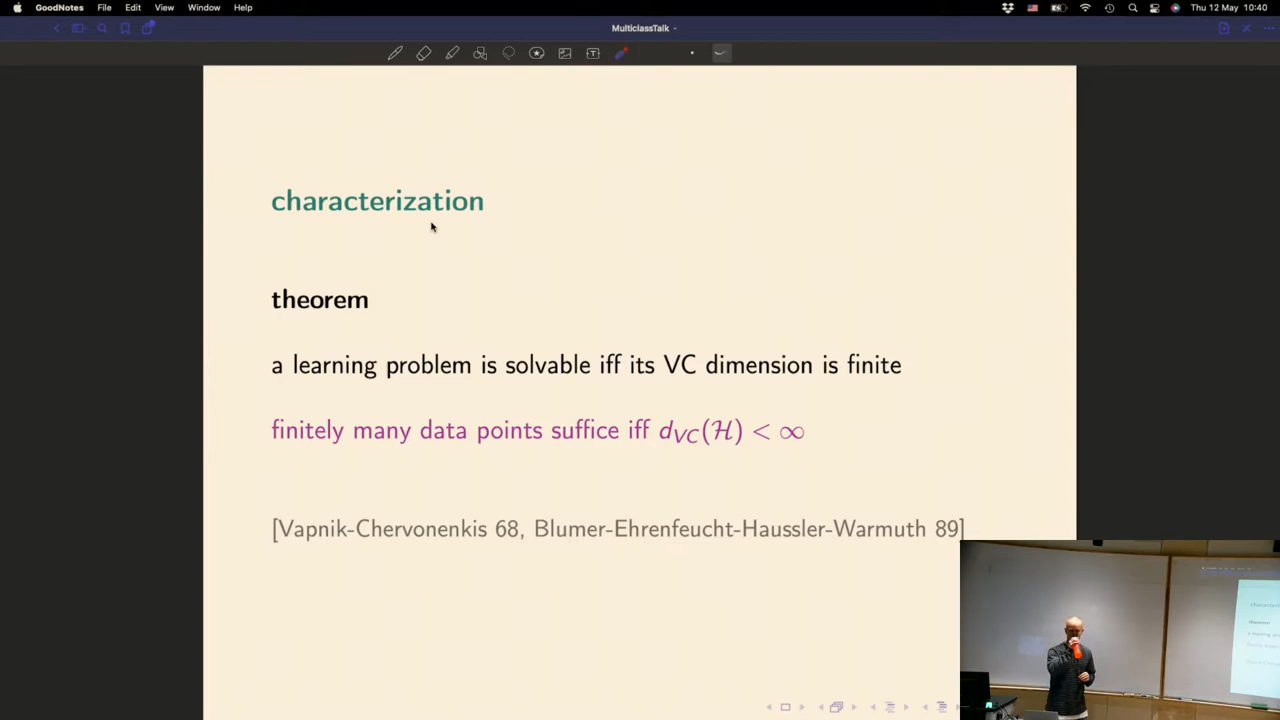 GoodNotes File Edit View Window Help Thu 12 May 10:40
MulticlassTalk
characterization
theorem
a learning problem is solvable iff its VC dimension is finite
finitely many data points suffice iff d_VC(ℋ) < ∞
[Vapnik-Chervonenkis 68, Blumer-Ehrenfeucht-Haussler-Warmuth 89]
theorem